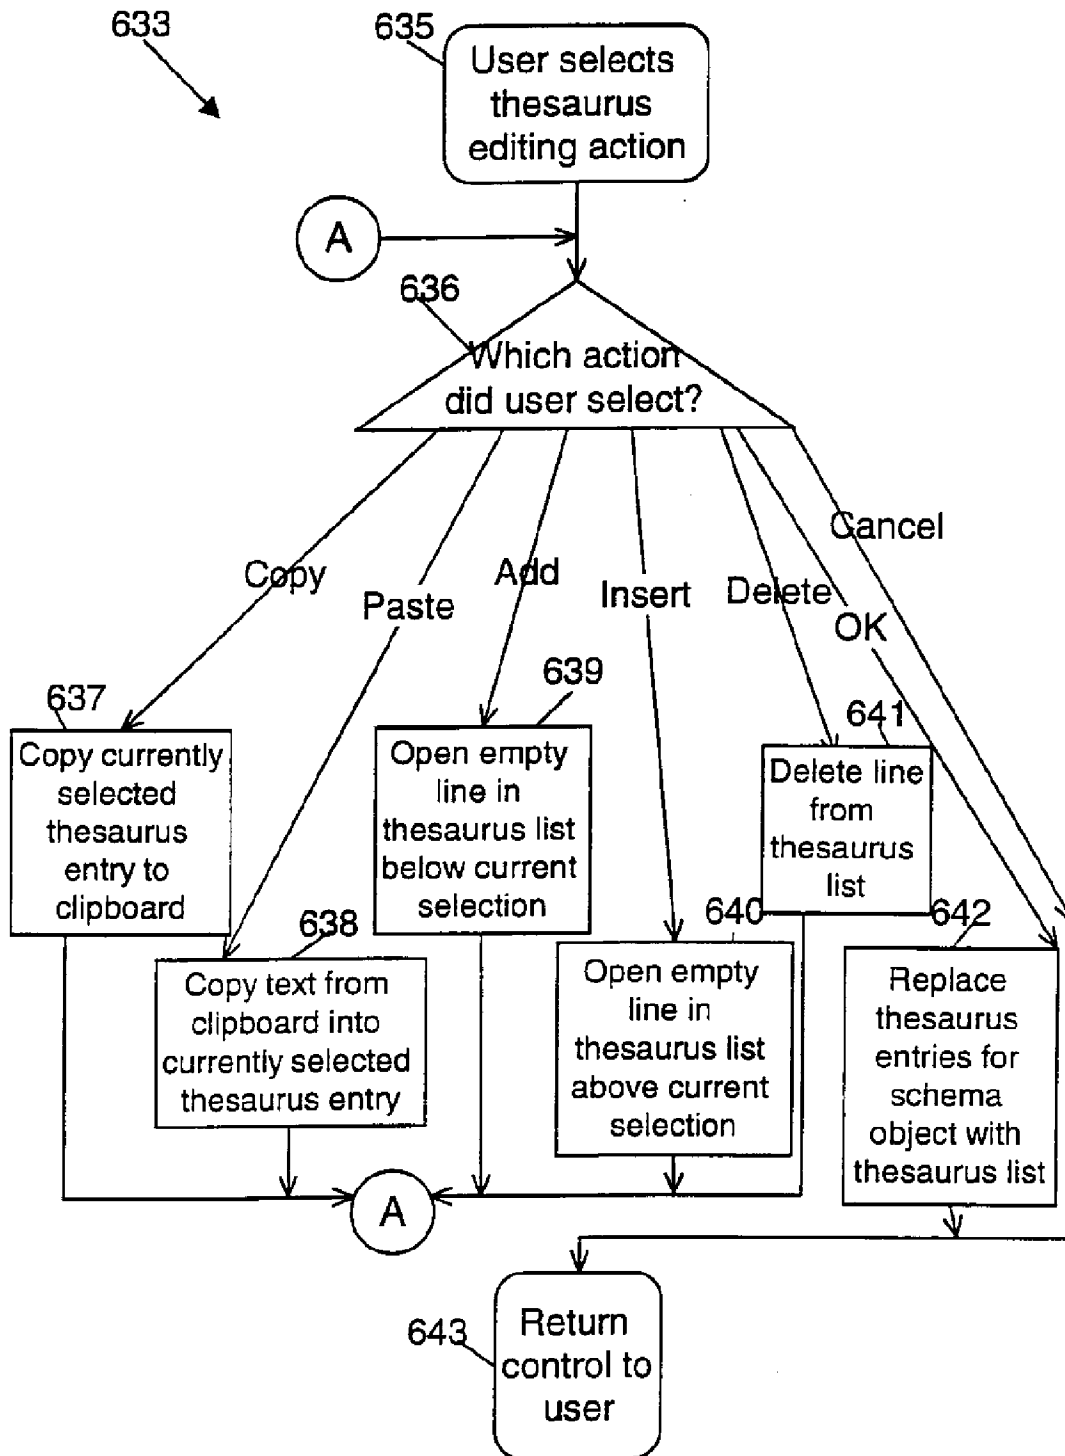 633
635
User selects
thesaurus
editing action
A
636
Which action
did user select?
Copy
Paste
Add
Insert
Delete
OK
Cancel
637
Copy currently
selected
thesaurus
entry to
clipboard
638
Copy text from
clipboard into
currently selected
thesaurus entry
639
Open empty
line in
thesaurus list
below current
selection
640
Open empty
line in
thesaurus list
above current
selection
641
Delete line
from
thesaurus
list
642
Replace
thesaurus
entries for
schema
object with
thesaurus list
A
643
Return
control to
user